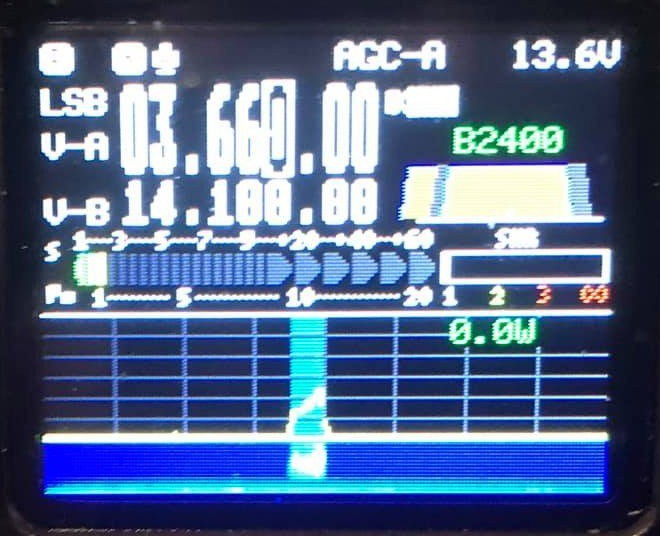 AGC-A 13.6V
LSB 03.660.00
V-A B2400
V-B 14.100.00
S 1 3 5 7 9 +20 +40 +60 SWR
Po 1 5 10 20 1 2 3 ∞
0.0W